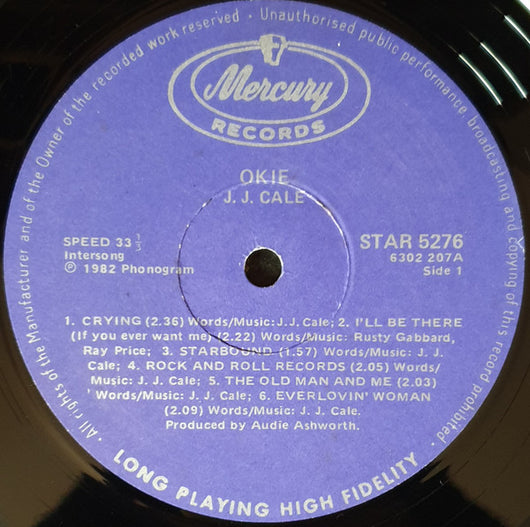 · All rights of the Manufacturer and of the Owner of the recorded work reserved · Unauthorised public performance, broadcasting and copying of this record prohibited ·
Mercury
RECORDS
OKIE
J. J. CALE
SPEED 33 1/3
Intersong
℗ 1982 Phonogram
STAR 5276
6302 207A
Side 1
1. CRYING (2.36) Words/Music: J. J. Cale; 2. I'LL BE THERE
(If you ever want me) (2.22) Words/Music: Rusty Gabbard,
Ray Price; 3. STARBOUND (1.57) Words/Music: J. J.
Cale; 4. ROCK AND ROLL RECORDS (2.05) Words/
Music: J. J. Cale; 5. THE OLD MAN AND ME (2.03)
Words/Music: J. J. Cale; 6. EVERLOVIN' WOMAN
(2.09) Words/Music: J. J. Cale.
Produced by Audie Ashworth.
LONG PLAYING HIGH FIDELITY